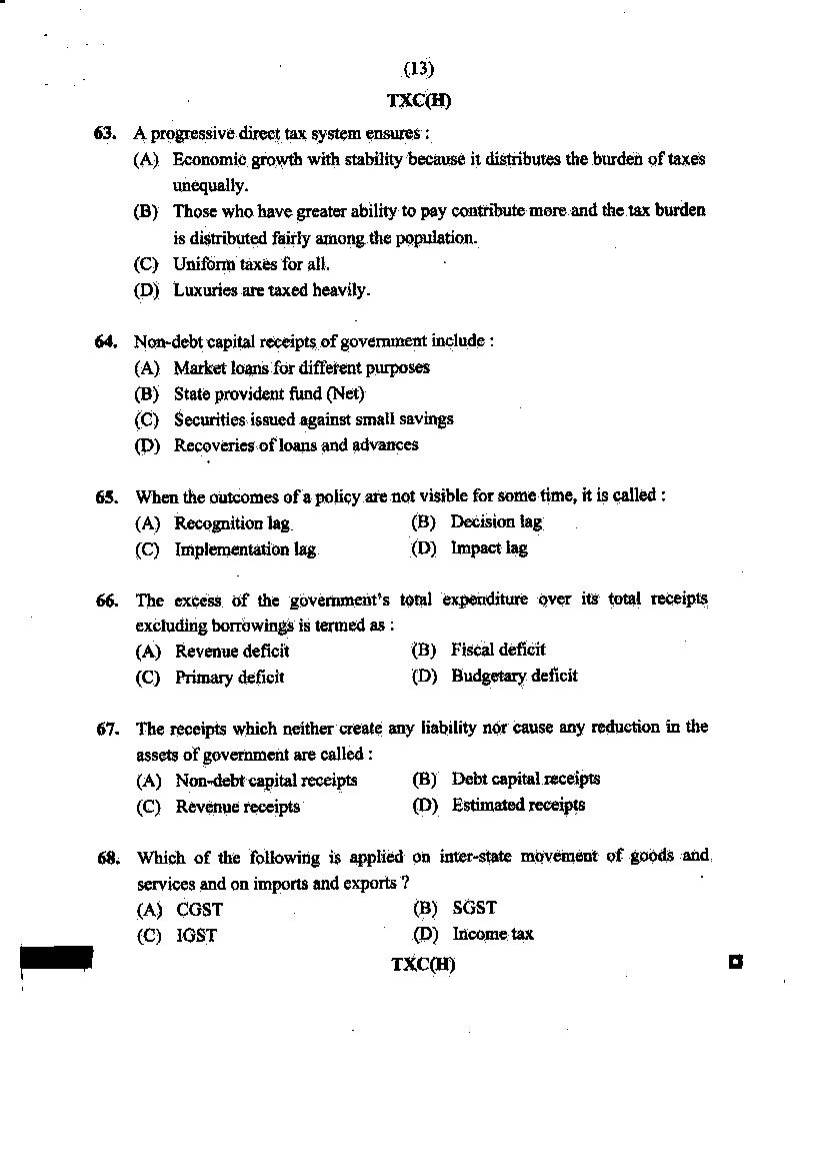 (13)
TXC(H)
63. A progressive direct tax system ensures :
(A) Economic growth with stability because it distributes the burden of taxes
unequally.
(B) Those who have greater ability to pay contribute more and the tax burden
is distributed fairly among the population.
(C) Uniform taxes for all.
(D) Luxuries are taxed heavily.
64. Non-debt capital receipts of government include :
(A) Market loans for different purposes
(B) State provident fund (Net)
(C) Securities issued against small savings
(D) Recoveries of loans and advances
65. When the outcomes of a policy are not visible for some time, it is called :
(A) Recognition lag (B) Decision lag
(C) Implementation lag (D) Impact lag
66. The excess of the government's total expenditure over its total receipts
excluding borrowings is termed as :
(A) Revenue deficit (B) Fiscal deficit
(C) Primary deficit (D) Budgetary deficit
67. The receipts which neither create any liability nor cause any reduction in the
assets of government are called :
(A) Non-debt capital receipts (B) Debt capital receipts
(C) Revenue receipts (D) Estimated receipts
68. Which of the following is applied on inter-state movement of goods and
services and on imports and exports ?
(A) CGST (B) SGST
(C) IGST (D) Income tax
TXC(H)